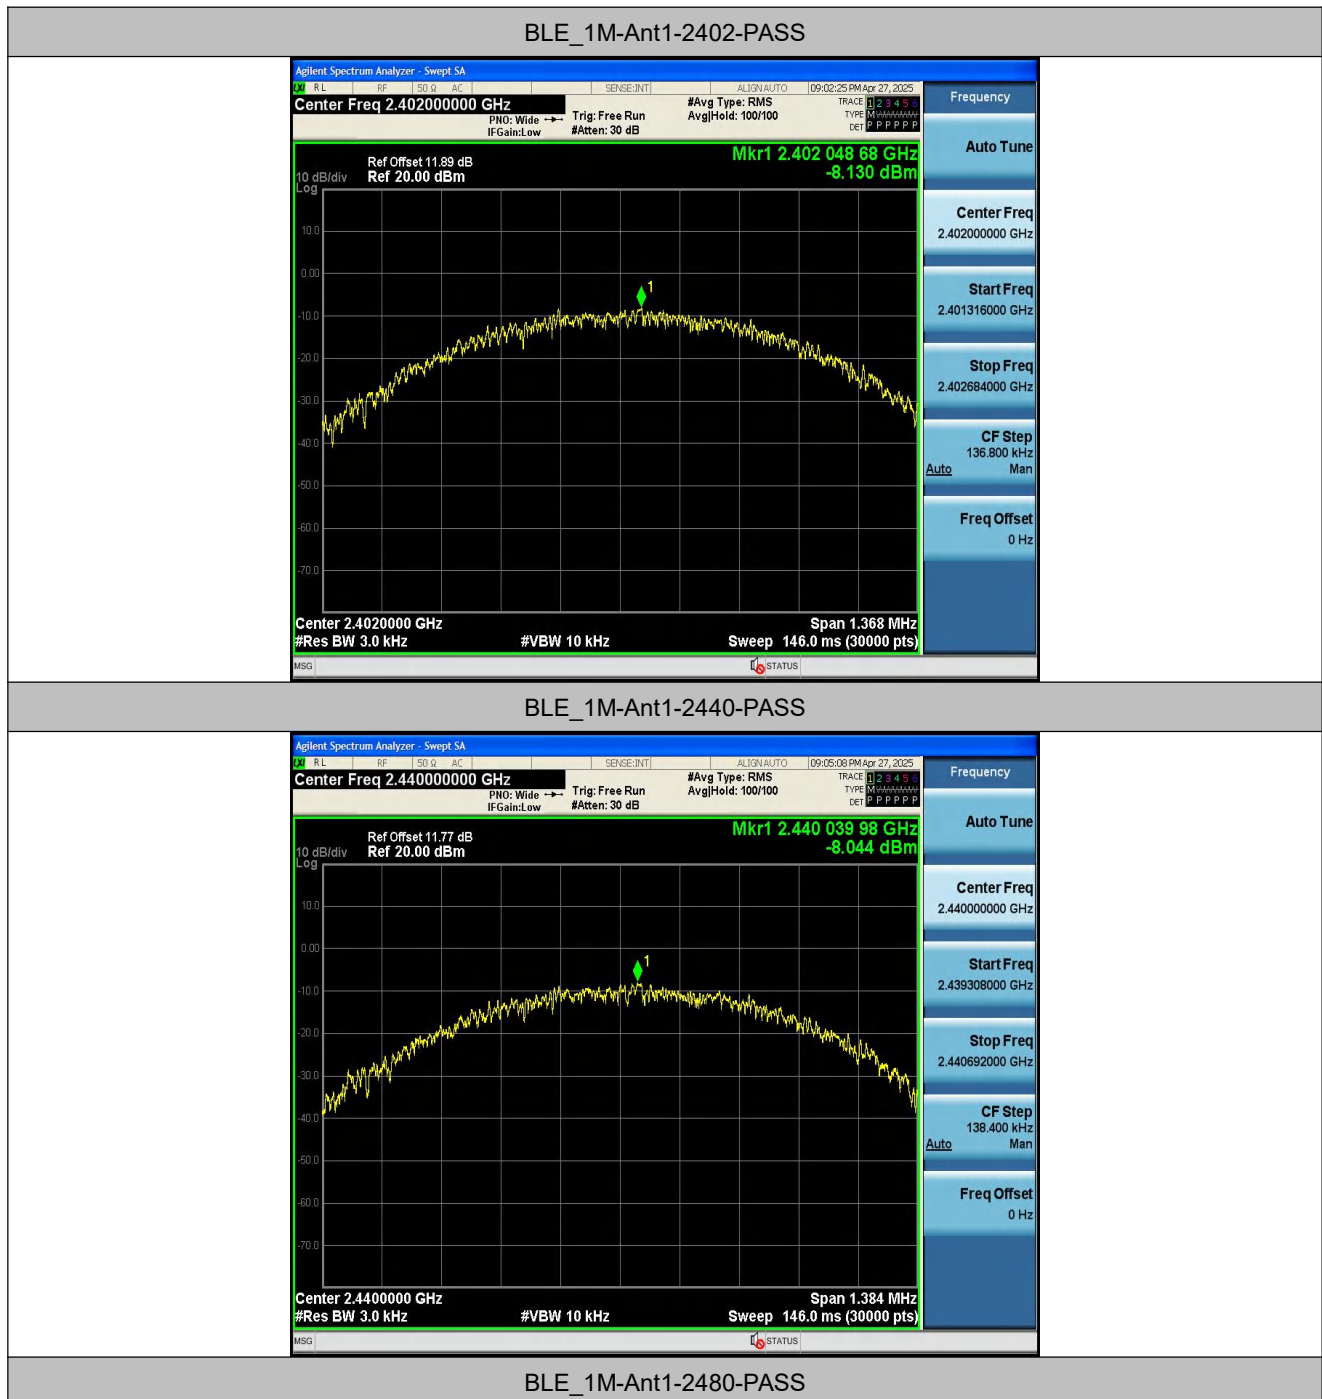 BLE_1M-Ant1-2402-PASS
Agilent Spectrum Analyzer - Swept SA
LXI RL RF 50 Ω AC SENSE:INT ALIGNAUTO 09:02:25 PM Apr 27, 2025
Center Freq 2.402000000 GHz
PNO: Wide
IFGain:Low
Trig: Free Run
#Atten: 30 dB
#Avg Type: RMS
Avg|Hold: 100/100
TRACE 1 2 3 4 5 6
TYPE M
DET P P P P P P
Frequency
Auto Tune
Center Freq
2.402000000 GHz
Start Freq
2.401316000 GHz
Stop Freq
2.402684000 GHz
CF Step
136.800 kHz
Auto Man
Freq Offset
0 Hz
Mkr1 2.402 048 68 GHz
-8.130 dBm
Ref Offset 11.89 dB
10 dB/div Ref 20.00 dBm
Log
10.0
0.00
1
-10.0
-20.0
-30.0
-40.0
-50.0
-60.0
-70.0
Center 2.4020000 GHz Span 1.368 MHz
#Res BW 3.0 kHz #VBW 10 kHz Sweep 146.0 ms (30000 pts)
MSG STATUS
BLE_1M-Ant1-2440-PASS
Agilent Spectrum Analyzer - Swept SA
LXI RL RF 50 Ω AC SENSE:INT ALIGNAUTO 09:05:08 PM Apr 27, 2025
Center Freq 2.440000000 GHz
PNO: Wide
IFGain:Low
Trig: Free Run
#Atten: 30 dB
#Avg Type: RMS
Avg|Hold: 100/100
TRACE 1 2 3 4 5 6
TYPE M
DET P P P P P P
Frequency
Auto Tune
Center Freq
2.440000000 GHz
Start Freq
2.439308000 GHz
Stop Freq
2.440692000 GHz
CF Step
138.400 kHz
Auto Man
Freq Offset
0 Hz
Mkr1 2.440 039 98 GHz
-8.044 dBm
Ref Offset 11.77 dB
10 dB/div Ref 20.00 dBm
Log
10.0
0.00
1
-10.0
-20.0
-30.0
-40.0
-50.0
-60.0
-70.0
Center 2.4400000 GHz Span 1.384 MHz
#Res BW 3.0 kHz #VBW 10 kHz Sweep 146.0 ms (30000 pts)
MSG STATUS
BLE_1M-Ant1-2480-PASS